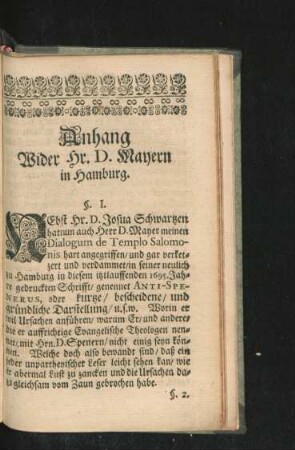 Anhang
Wider Hr. D. Mayern
in Hamburg.
§. I.
NEbst Hr. D. Josua Schwartzen
hat nun auch Herr D. Mayer meinen
Dialogum de Templo Salomo-
nis hart angegriffen/ und gar verket-
zert und verdammet/ in seiner neulich
zu Hamburg in diesem itztlauffenden 1695. Jah-
re gedruckten Schrifft/ genennet ANTI-SPE-
NERUS, oder kurtze/ bescheidene/ und
gründliche Darstellung/ u.s.w. Worin er
viel Ursachen anführen/ warum Er/ und andere/
die er auffrichtige Evangelische Theologen nen-
net/ mit Hrn. D. Spenern/ nicht einig seyn kön-
nen. Welche doch also bewandt sind/ daß ein
jeder unpartheyischer Leser leicht sehen kan/ wie
er abermal Lust zu zancken und die Ursachen da-
zu gleichsam vom Zaun gebrochen habe.
§. 2.